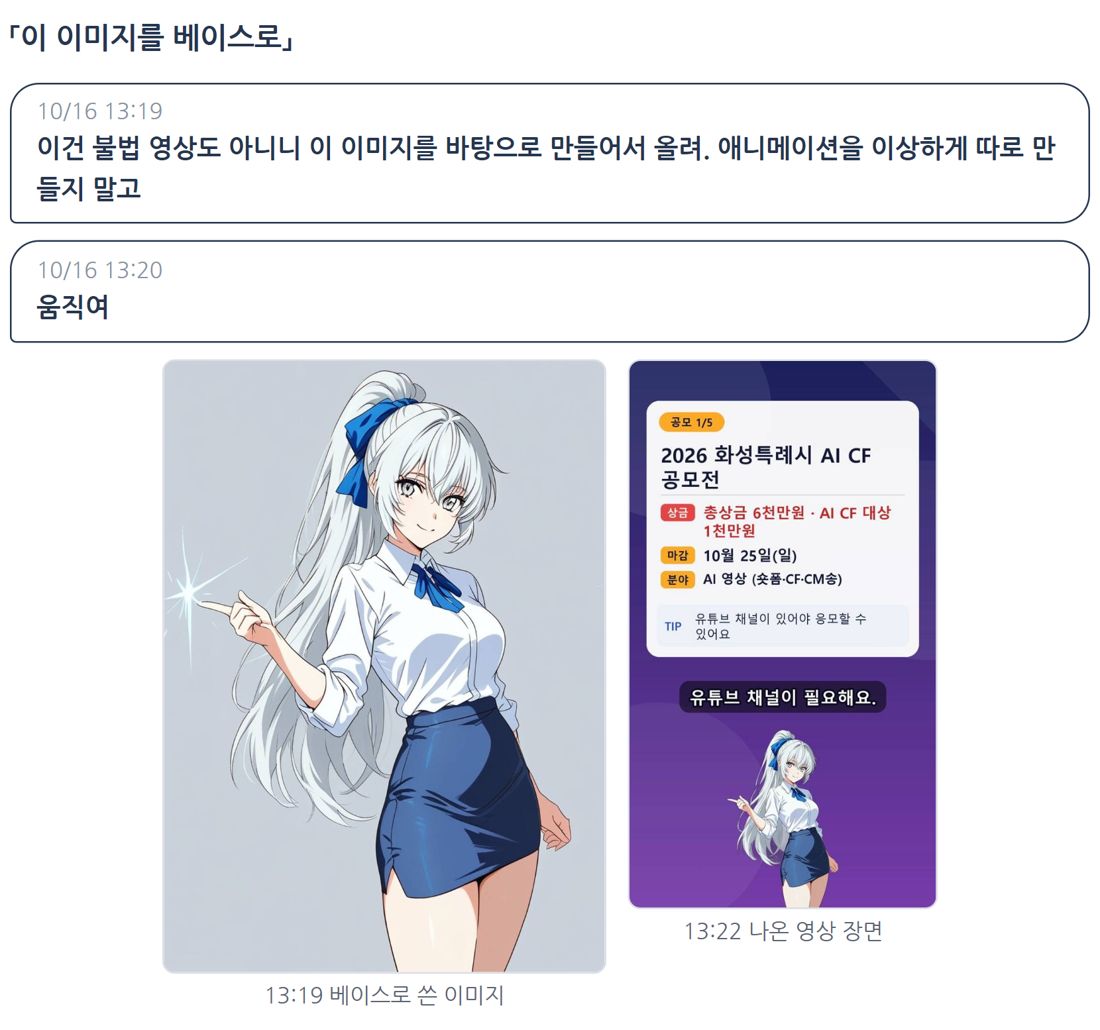 「이 이미지를 베이스로」
10/16 13:19
이건 불법 영상도 아니니 이 이미지를 바탕으로 만들어서 올려. 애니메이션을 이상하게 따로 만
들지 말고
10/16 13:20
움직여
공모 1/5
2026 화성특례시 AI CF
공모전
상금 총상금 6천만원 · AI CF 대상
1천만원
마감 10월 25일(일)
분야 AI 영상 (숏폼·CF·CM송)
TIP 유튜브 채널이 있어야 응모할 수
있어요
유튜브 채널이 필요해요.
13:22 나온 영상 장면
13:19 베이스로 쓴 이미지